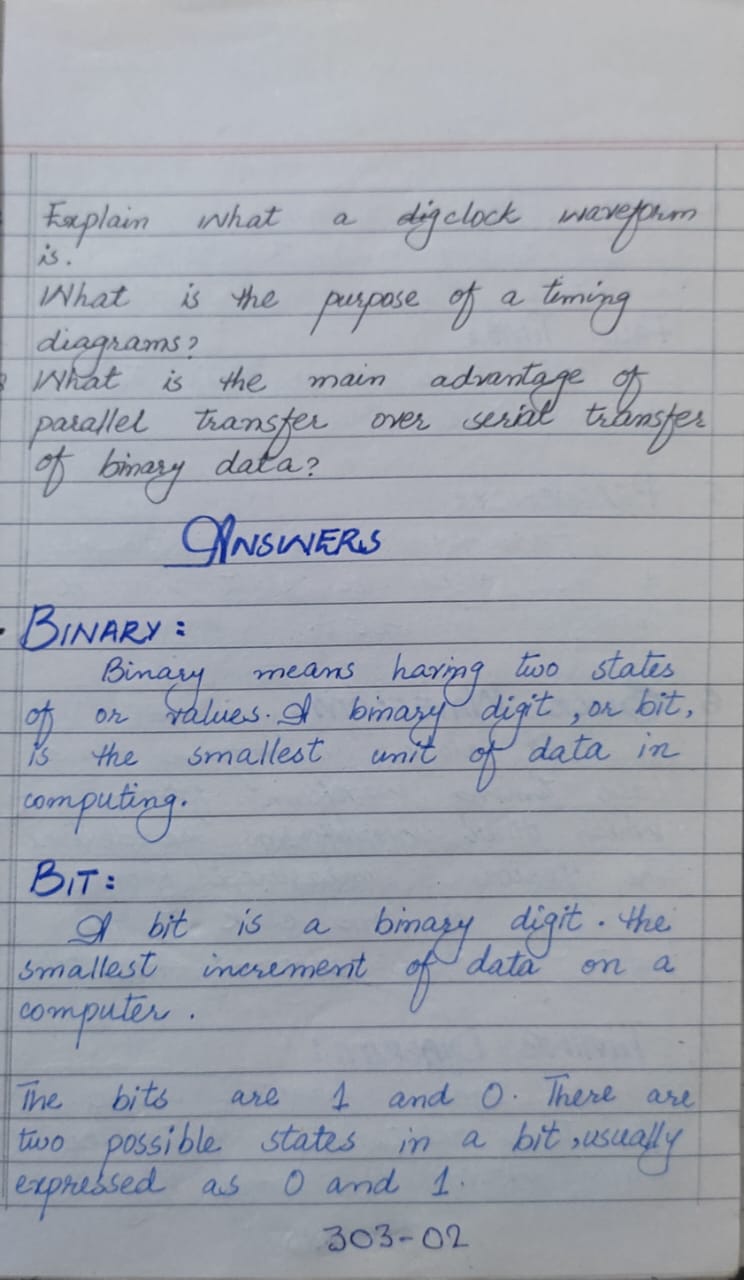 Explain what a digclock waveform
is.
What is the purpose of a timing
diagrams?
What is the main advantage of
parallel transfer over serial transfer
of binary data?
ANSWERS
BINARY:
Binary means having two states
of or values. A binary digit, or bit,
is the smallest unit of data in
computing.
BIT:
A bit is a binary digit. the
smallest increment of data on a
computer.
The bits are 1 and 0. There are
two possible states in a bit, usually
expressed as 0 and 1.
303-02